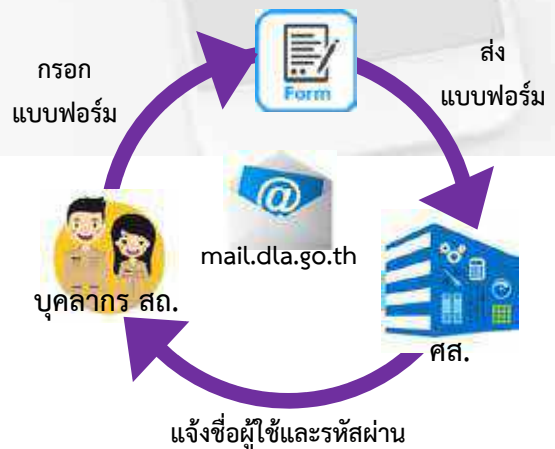 กรอก
แบบฟอร์ม
Form
ส่ง
แบบฟอร์ม
@
mail.dla.go.th
บุคลากร สถ.
ศส.
แจ้งชื่อผู้ใช้และรหัสผ่าน